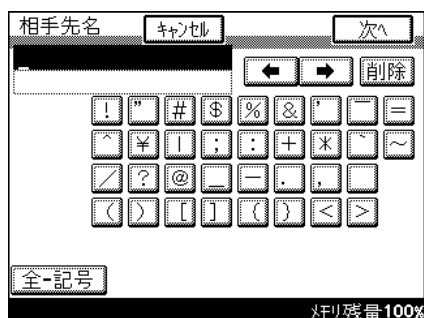 相手先名 ｷｬﾝｾﾙ 次へ
← → 削除
! " # $ % & ' ‾ =
^ ¥ | ; : + * ` ~
/ ? @ _ - . ,
( ) [ ] { } < >
全-記号
ﾒﾓﾘ残量100%